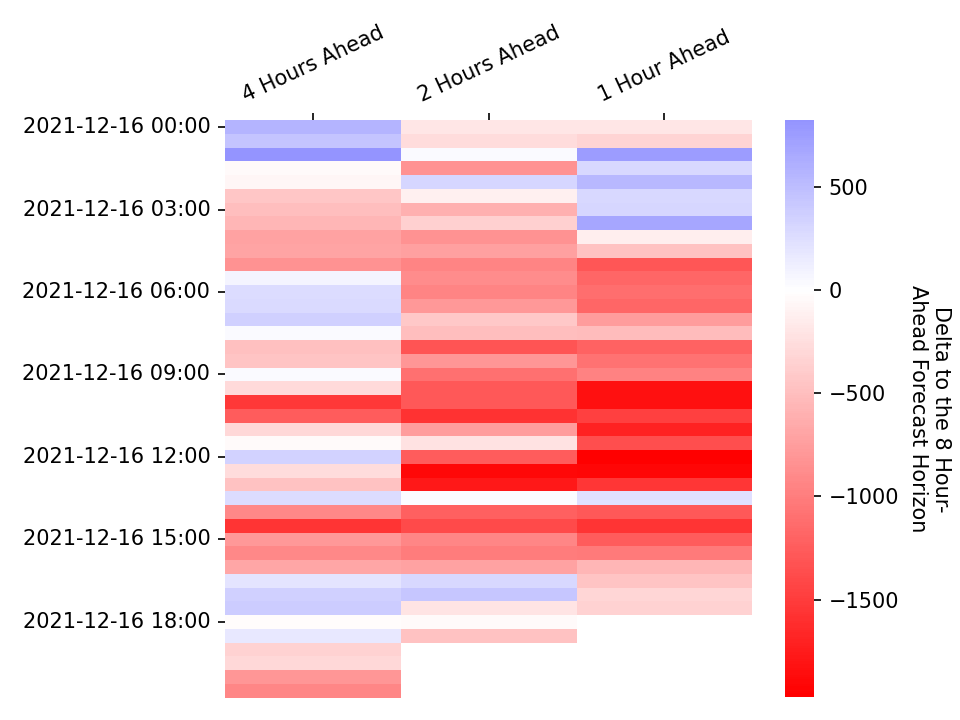 4 Hours Ahead
2 Hours Ahead
1 Hour Ahead
2021-12-16 00:00
2021-12-16 03:00
2021-12-16 06:00
2021-12-16 09:00
2021-12-16 12:00
2021-12-16 15:00
2021-12-16 18:00
500
0
−500
−1000
−1500
Delta to the 8 Hour-
Ahead Forecast Horizon